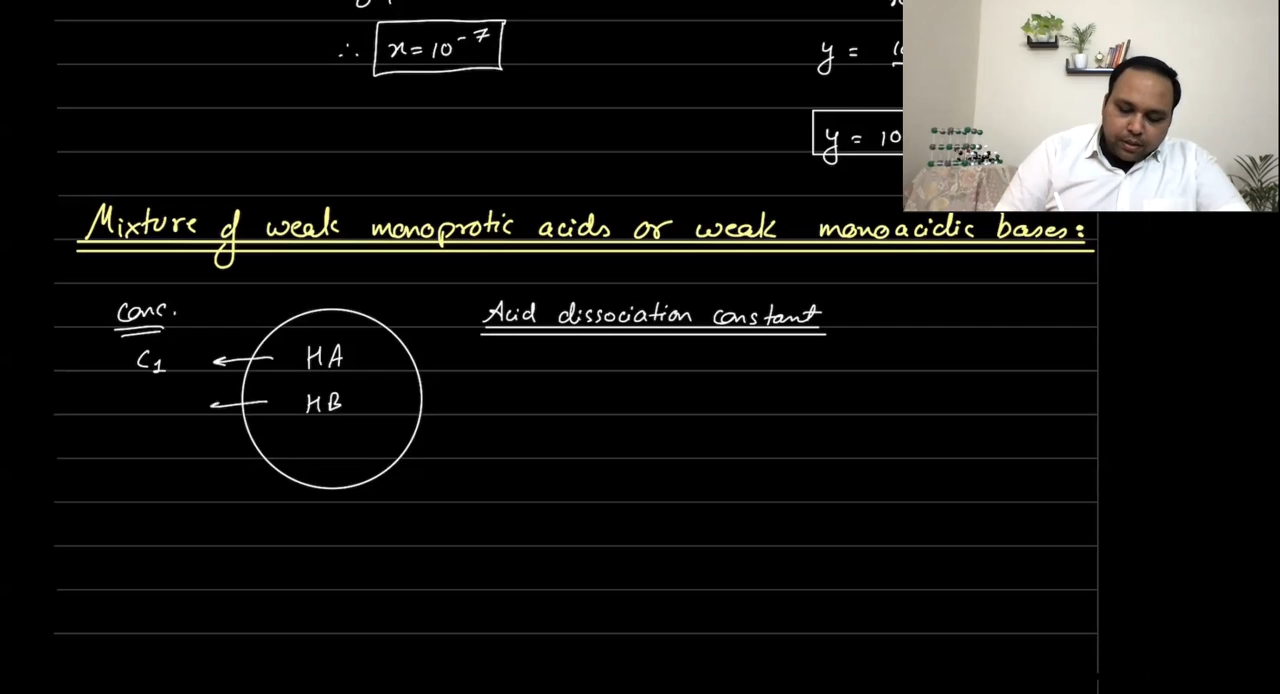 ∴ x = 10⁻⁷
y =
y = 10
Mixture of weak monoprotic acids or weak monoacidic bases:
Conc. Acid dissociation constant
C₁ ← HA
← HB